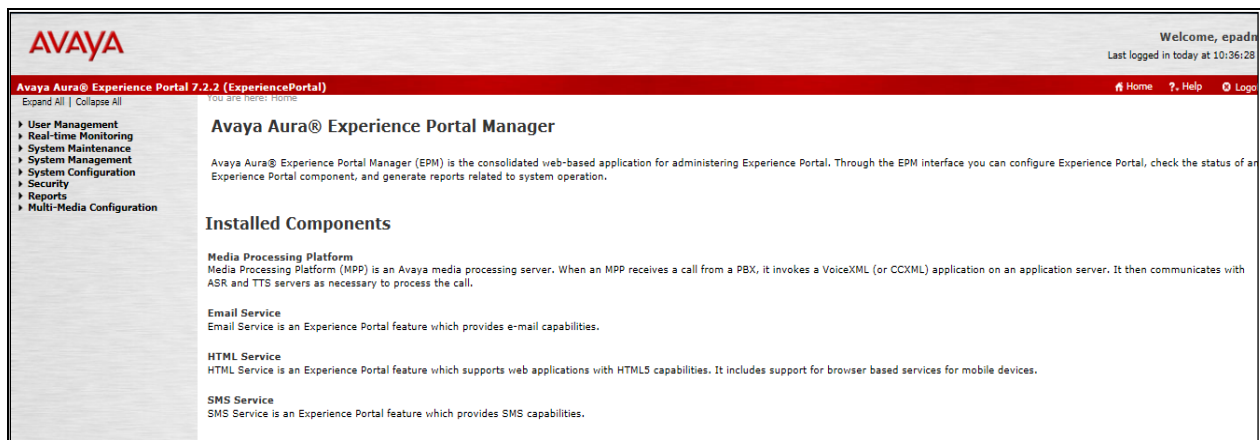 AVAYA
Welcome, epadn
Last logged in today at 10:36:28
Avaya Aura® Experience Portal 7.2.2 (ExperiencePortal)
Home ?. Help Logo
Expand All | Collapse All
You are here: Home
User Management
Real-time Monitoring
System Maintenance
System Management
System Configuration
Security
Reports
Multi-Media Configuration
Avaya Aura® Experience Portal Manager
Avaya Aura® Experience Portal Manager (EPM) is the consolidated web-based application for administering Experience Portal. Through the EPM interface you can configure Experience Portal, check the status of an
Experience Portal component, and generate reports related to system operation.
Installed Components
Media Processing Platform
Media Processing Platform (MPP) is an Avaya media processing server. When an MPP receives a call from a PBX, it invokes a VoiceXML (or CCXML) application on an application server. It then communicates with
ASR and TTS servers as necessary to process the call.
Email Service
Email Service is an Experience Portal feature which provides e-mail capabilities.
HTML Service
HTML Service is an Experience Portal feature which supports web applications with HTML5 capabilities. It includes support for browser based services for mobile devices.
SMS Service
SMS Service is an Experience Portal feature which provides SMS capabilities.